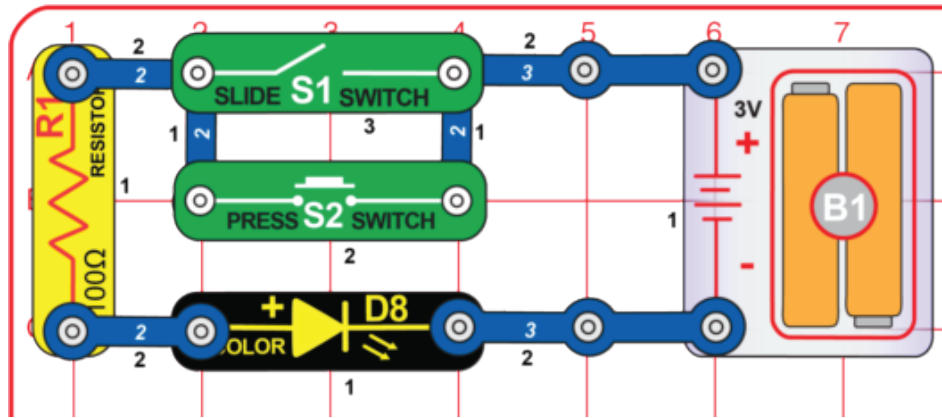 1 2 3 4 5 6 7
2 2
2 3
R1
RESISTOR
100Ω
SLIDE S1 SWITCH
3V
+
3
1 2 2 1
1
PRESS S2 SWITCH
2
1
B1
-
+ D8
COLOR
2 3
2 2
1